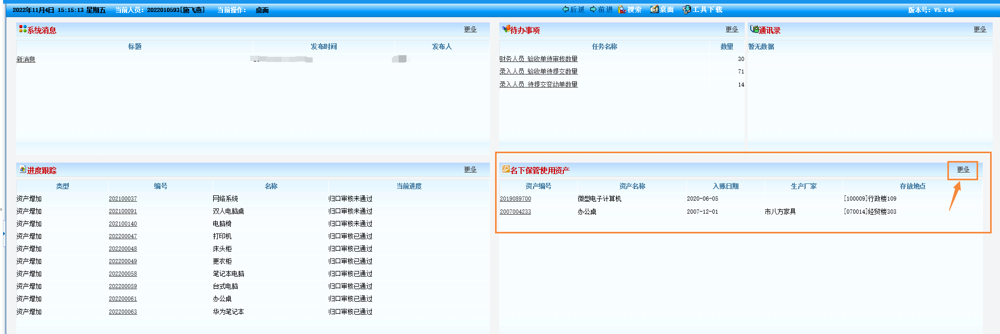 2022年11月4日 15:15:13 星期五 当前人员：2022010593[施飞燕] 当前操作： 桌面 后退 前进 搜索 桌面 工具下载 版本号：V5.145
系统消息 更多
标题 发布时间 发布人
新消息
待办事项 更多
任务名称 数量
财务人员 验收单待审核数量 30
录入人员 验收单待提交数量 71
录入人员 待提交变动单数量 14
通讯录 更多
暂无数据
进度跟踪 更多
类型 编号 名称 当前进度
资产增加 202100037 网络系统 归口审核未通过
资产增加 202100091 双人电脑桌 归口审核未通过
资产增加 202100140 电脑椅 归口审核未通过
资产增加 202200047 打印机 归口审核已通过
资产增加 202200048 床头柜 归口审核已通过
资产增加 202200049 更衣柜 归口审核已通过
资产增加 202200058 笔记本电脑 归口审核已通过
资产增加 202200059 台式电脑 归口审核已通过
资产增加 202200061 办公桌 归口审核已通过
资产增加 202200063 华为笔记本 归口审核已通过
名下保管使用资产 更多
资产编号 资产名称 入账日期 生产厂家 存放地点
2019089700 微型电子计算机 2020-06-05 [100009]行政楼109
2007004233 办公桌 2007-12-01 市八方家具 [070014]经贸楼303